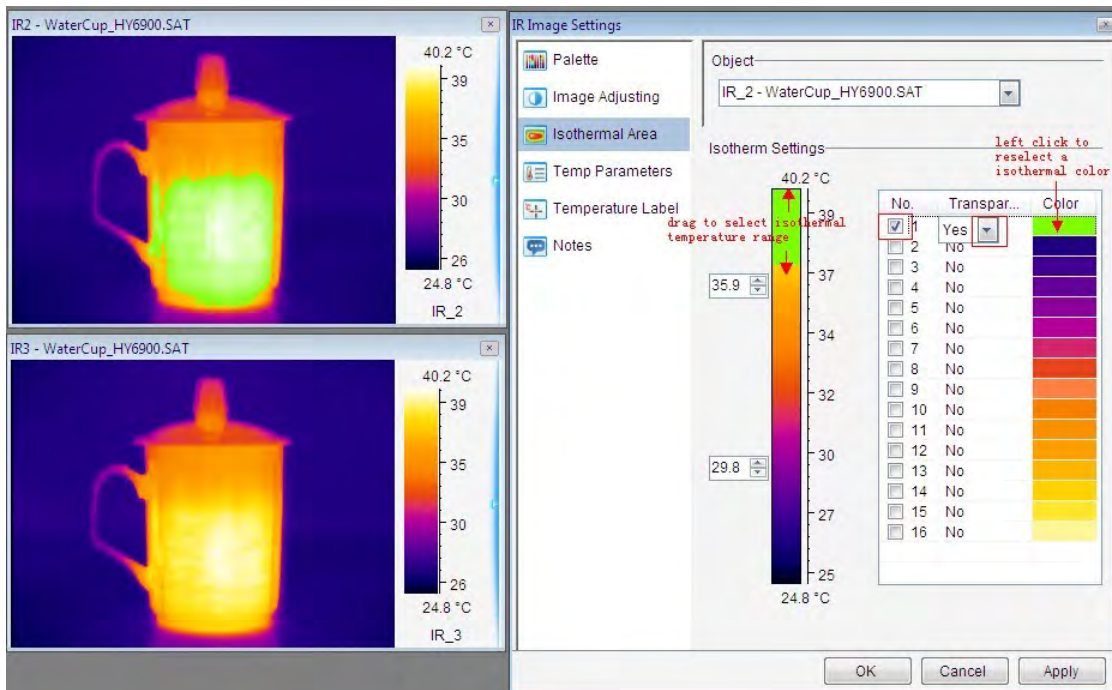 IR2 - WaterCup_HY6900.SAT
40.2 °C
39
35
30
26
24.8 °C
IR_2
IR3 - WaterCup_HY6900.SAT
40.2 °C
39
35
30
26
24.8 °C
IR_3
IR Image Settings
Palette
Image Adjusting
Isothermal Area
Temp Parameters
Temperature Label
Notes
Object
IR_2 - WaterCup_HY6900.SAT
Isotherm Settings
left click to
reselect a
isothermal color
40.2 °C
39
drag to select isothermal
temperature range
37
35.9
34
32
30
29.8
27
25
24.8 °C
No. Transpar... Color
1 Yes
2 No
3 No
4 No
5 No
6 No
7 No
8 No
9 No
10 No
11 No
12 No
13 No
14 No
15 No
16 No
OK Cancel Apply